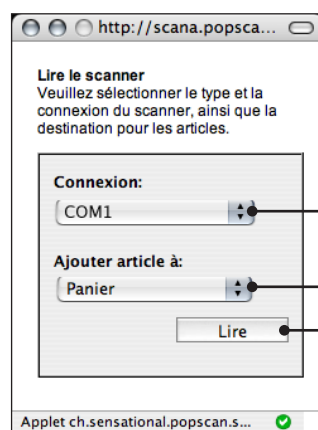 http://scana.popsca...
Lire le scanner
Veuillez sélectionner le type et la
connexion du scanner, ainsi que la
destination pour les articles.
Connexion:
COM1
Ajouter article à:
Panier
Lire
Applet ch.sensational.popscan.s...